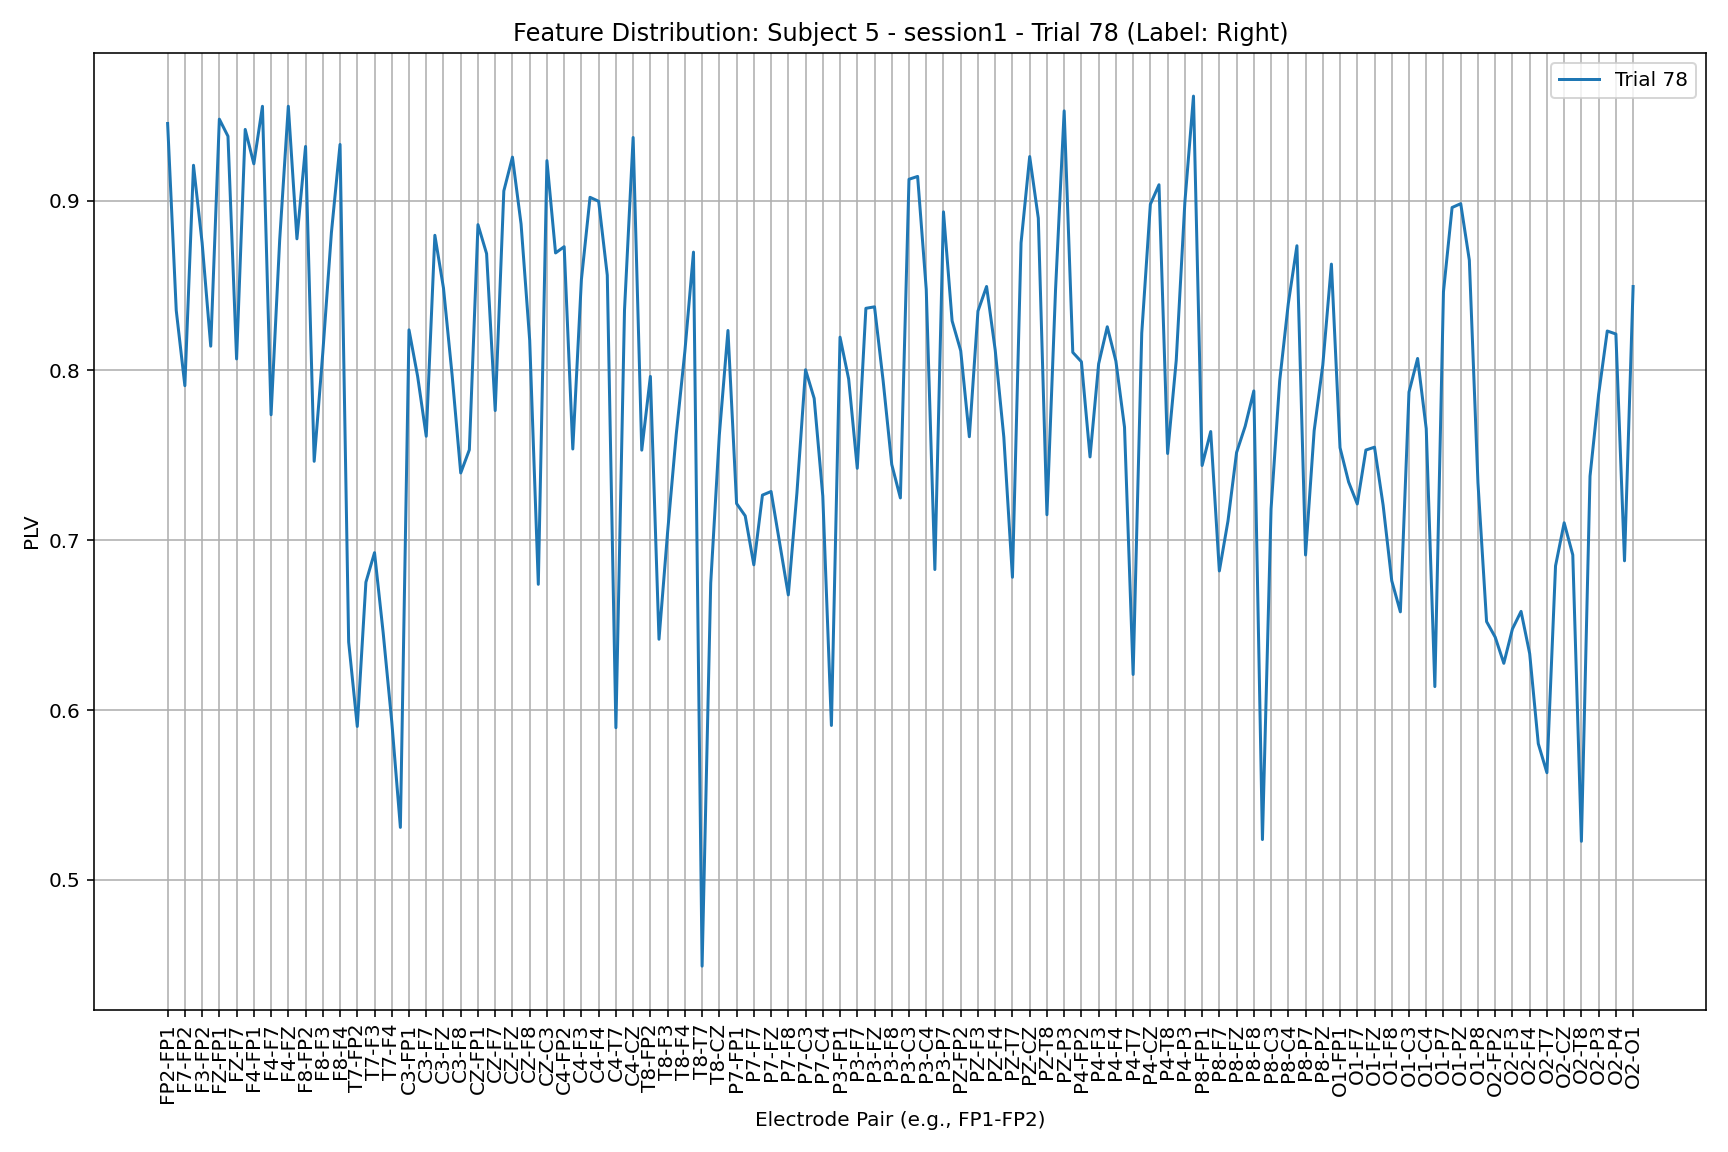 Feature Distribution: Subject 5 - session1 - Trial 78 (Label: Right)
Trial 78
PLV
0.9
0.8
0.7
0.6
0.5
FP2-FP1
F7-FP2
F3-FP2
FZ-FP1
FZ-F7
F4-FP1
F4-F7
F4-FZ
F8-FP2
F8-F3
F8-F4
T7-FP2
T7-F3
T7-F4
C3-FP1
C3-F7
C3-FZ
C3-F8
CZ-FP1
CZ-F7
CZ-FZ
CZ-F8
CZ-C3
C4-FP2
C4-F3
C4-F4
C4-T7
C4-CZ
T8-FP2
T8-F3
T8-F4
T8-T7
T8-CZ
P7-FP1
P7-F7
P7-FZ
P7-F8
P7-C3
P7-C4
P3-FP1
P3-F7
P3-FZ
P3-F8
P3-C3
P3-C4
P3-P7
PZ-FP2
PZ-F3
PZ-F4
PZ-T7
PZ-CZ
PZ-T8
PZ-P3
P4-FP2
P4-F3
P4-F4
P4-T7
P4-CZ
P4-T8
P4-P3
P8-FP1
P8-F7
P8-FZ
P8-F8
P8-C3
P8-C4
P8-P7
P8-PZ
O1-FP1
O1-F7
O1-FZ
O1-F8
O1-C3
O1-C4
O1-P7
O1-PZ
O1-P8
O2-FP2
O2-F3
O2-F4
O2-T7
O2-CZ
O2-T8
O2-P3
O2-P4
O2-O1
Electrode Pair (e.g., FP1-FP2)